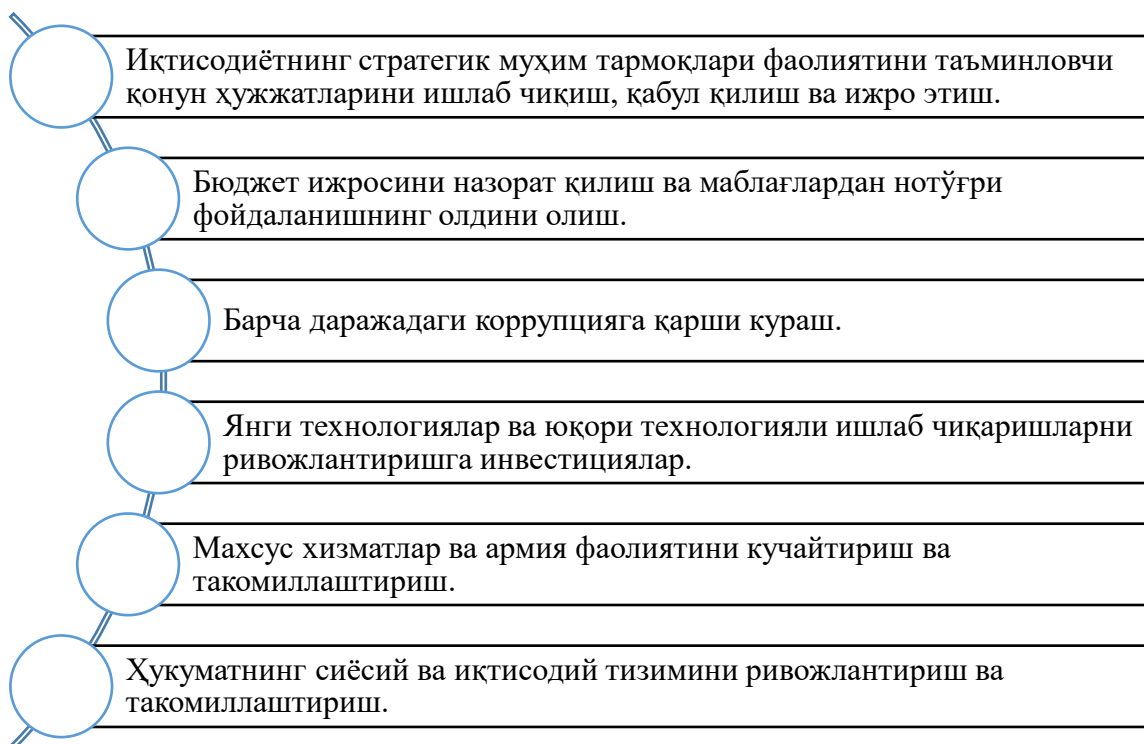 Иқтисодиётнинг стратегик муҳим тармоқлари фаолиятини таъминловчи
қонун ҳужжатларини ишлаб чиқиш, қабул қилиш ва ижро этиш.
Бюджет ижросини назорат қилиш ва маблағлардан нотўғри
фойдаланишнинг олдини олиш.
Барча даражадаги коррупцияга қарши кураш.
Янги технологиялар ва юқори технологияли ишлаб чиқаришларни
ривожлантиришга инвестициялар.
Махсус хизматлар ва армия фаолиятини кучайтириш ва
такомиллаштириш.
Ҳукуматнинг сиёсий ва иқтисодий тизимини ривожлантириш ва
такомиллаштириш.